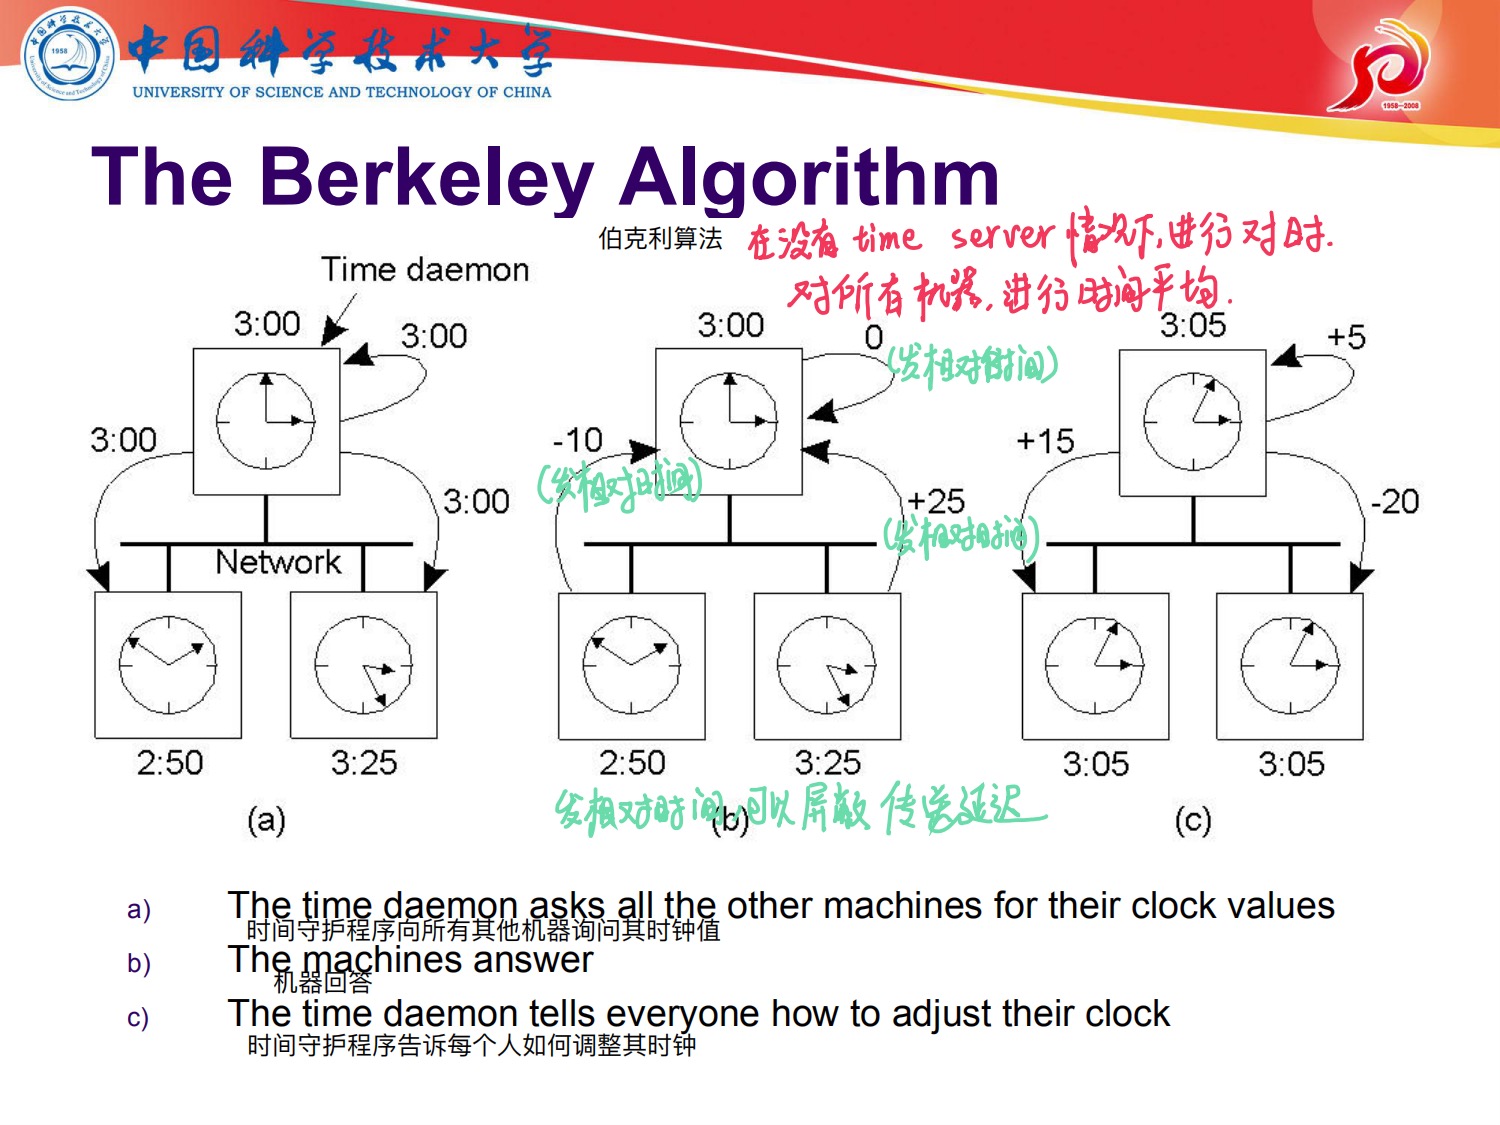 中国科学技术大学
UNIVERSITY OF SCIENCE AND TECHNOLOGY OF CHINA
1958
1958-2008
The Berkeley Algorithm
伯克利算法
在没有 time server 情况下,进行对时.
对所有机器,进行时间平均.
Time daemon
3:00
3:00
3:00
3:00
Network
2:50
3:25
(a)
3:00
0
(发相对时间)
-10
(发相对时间)
+25
(发相对时间)
2:50
3:25
发相对时间,可以屏蔽传送延迟
(b)
3:05
+5
+15
-20
3:05
3:05
(c)
a) The time daemon asks all the other machines for their clock values
时间守护程序向所有其他机器询问其时钟值
b) The machines answer
机器回答
c) The time daemon tells everyone how to adjust their clock
时间守护程序告诉每个人如何调整其时钟